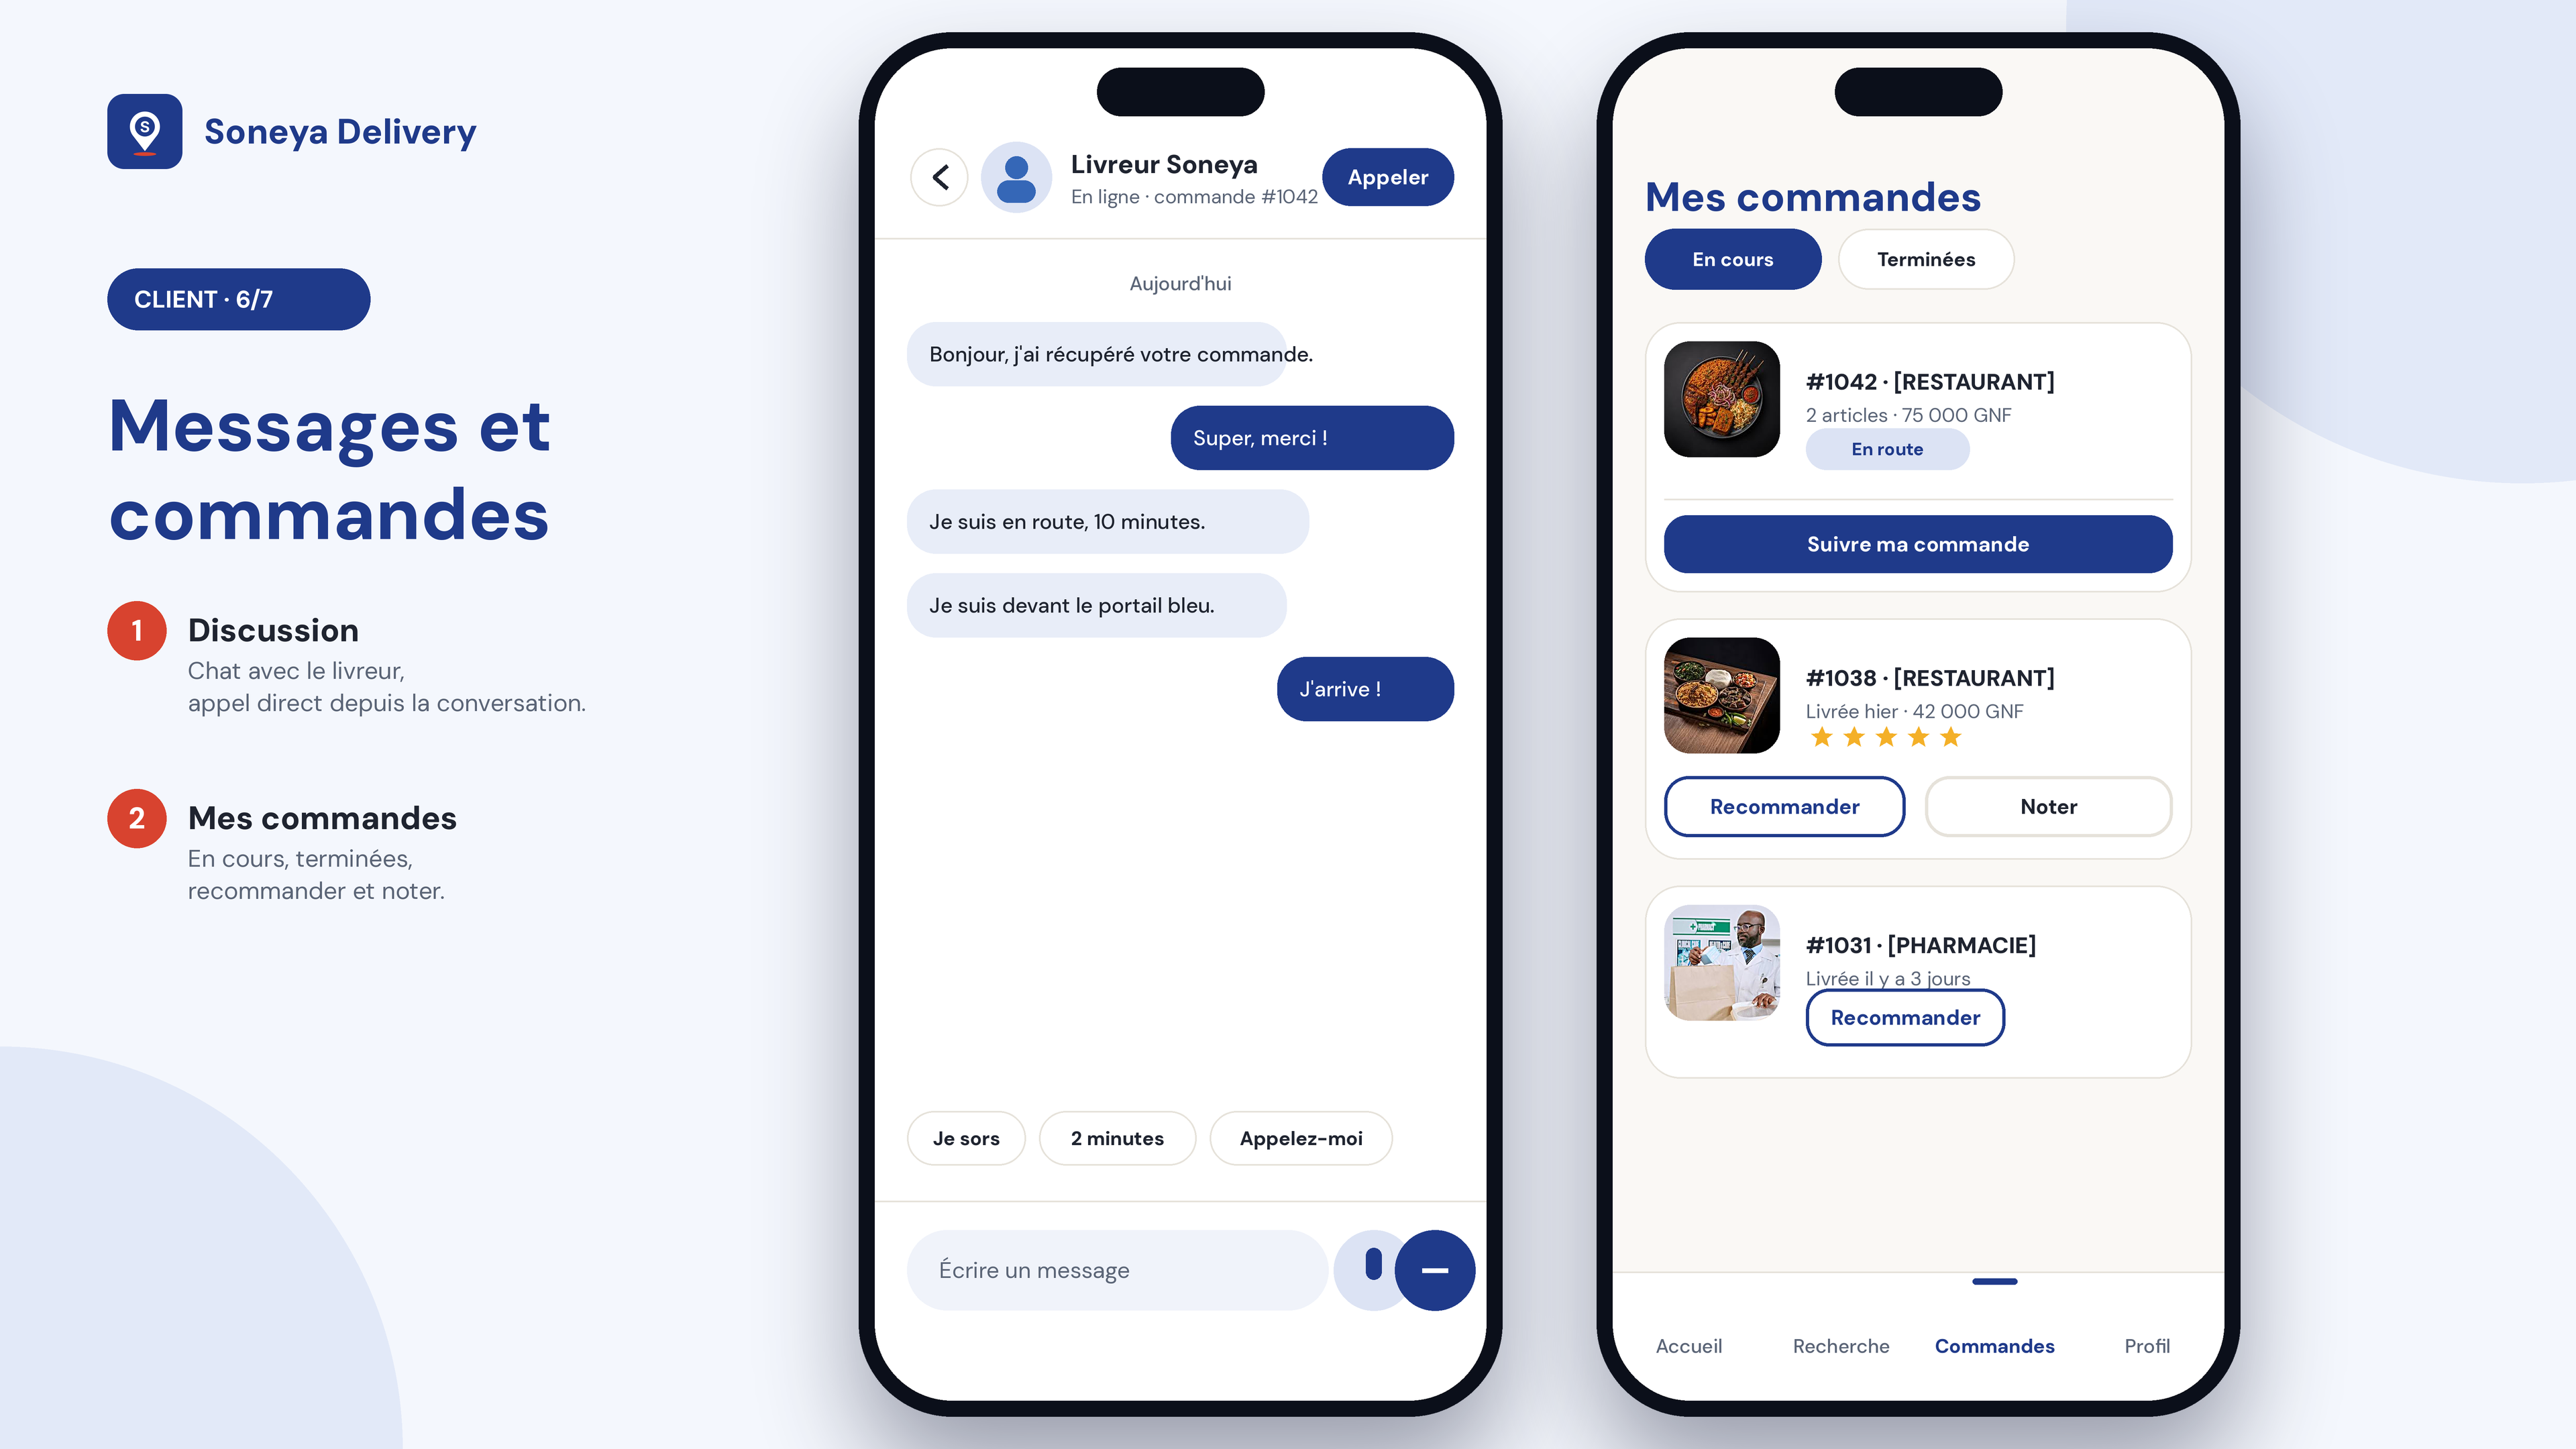 S
Soneya Delivery
CLIENT · 6/7
Messages et
commandes
1
Discussion
Chat avec le livreur,
appel direct depuis la conversation.
2
Mes commandes
En cours, terminées,
recommander et noter.
Livreur Soneya
En ligne · commande #1042
Appeler
Aujourd'hui
Bonjour, j'ai récupéré votre commande.
Super, merci !
Je suis en route, 10 minutes.
Je suis devant le portail bleu.
J'arrive !
Je sors
2 minutes
Appelez-moi
Écrire un message
Mes commandes
En cours
Terminées
#1042 · [RESTAURANT]
2 articles · 75 000 GNF
En route
Suivre ma commande
#1038 · [RESTAURANT]
Livrée hier · 42 000 GNF
Recommander
Noter
#1031 · [PHARMACIE]
Livrée il y a 3 jours
Recommander
Accueil
Recherche
Commandes
Profil